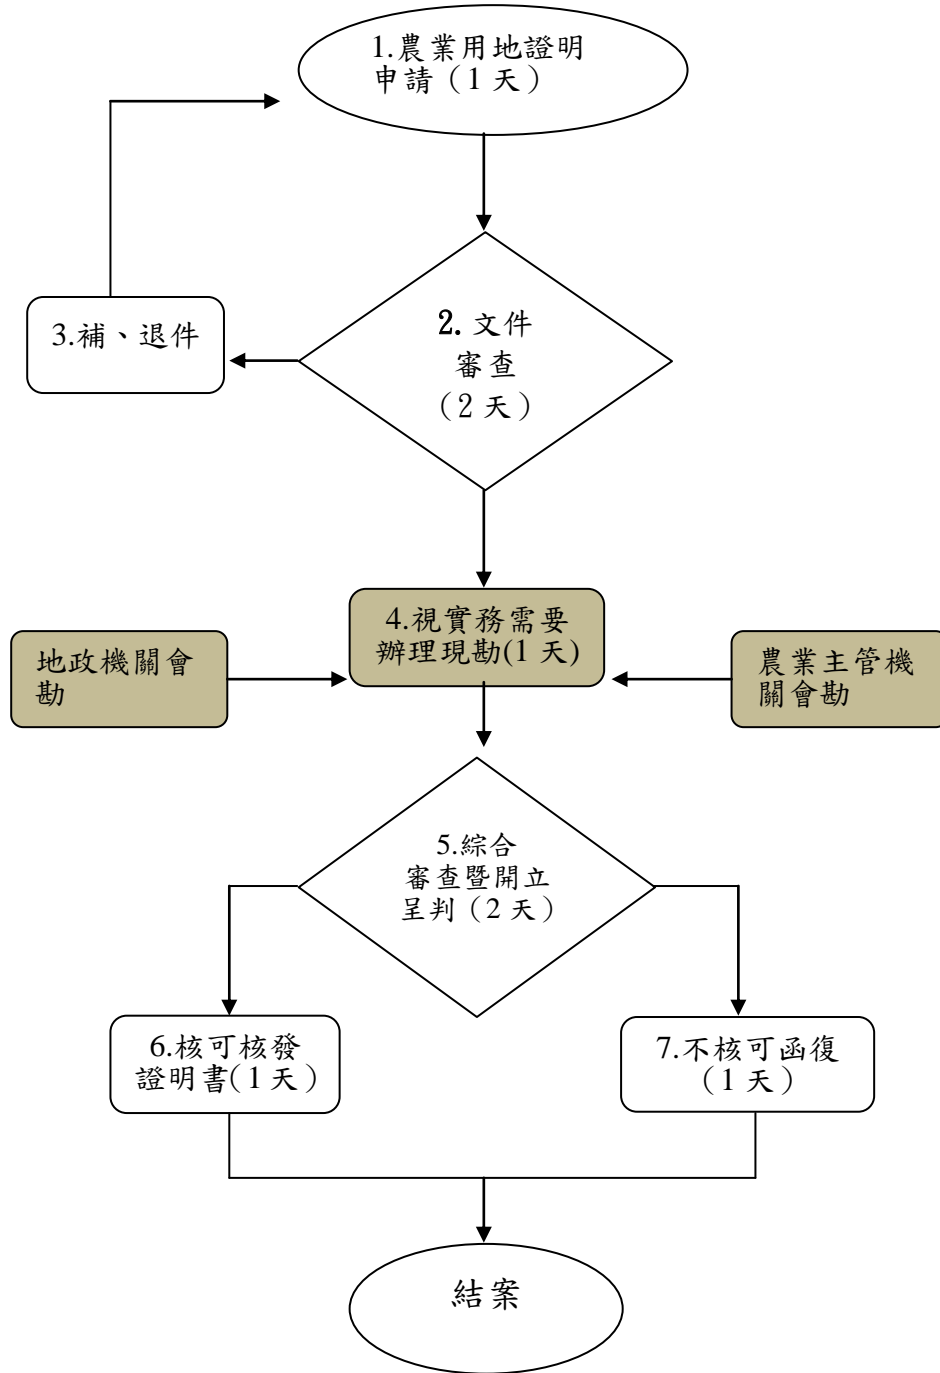 1.農業用地證明
申請（1 天）
2. 文件
審查
（2 天）
3.補、退件
4.視實務需要
辦理現勘(1 天)
地政機關會
勘
農業主管機
關會勘
5.綜合
審查暨開立
呈判（2 天）
6.核可核發
證明書(1 天)
7.不核可函復
（1 天）
結案